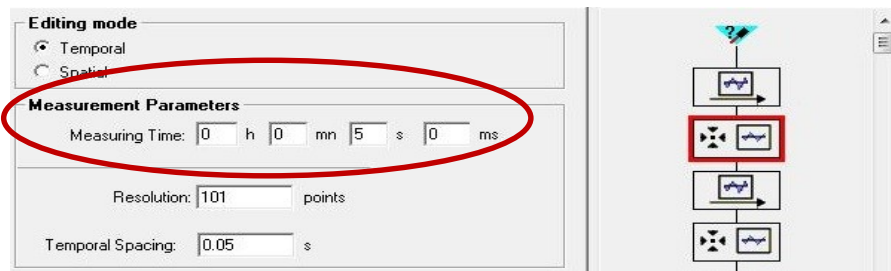 Editing mode
Temporal
Spatial
Measurement Parameters
Measuring Time: 0 h 0 mn 5 s 0 ms
Resolution: 101 points
Temporal Spacing: 0.05 s
?